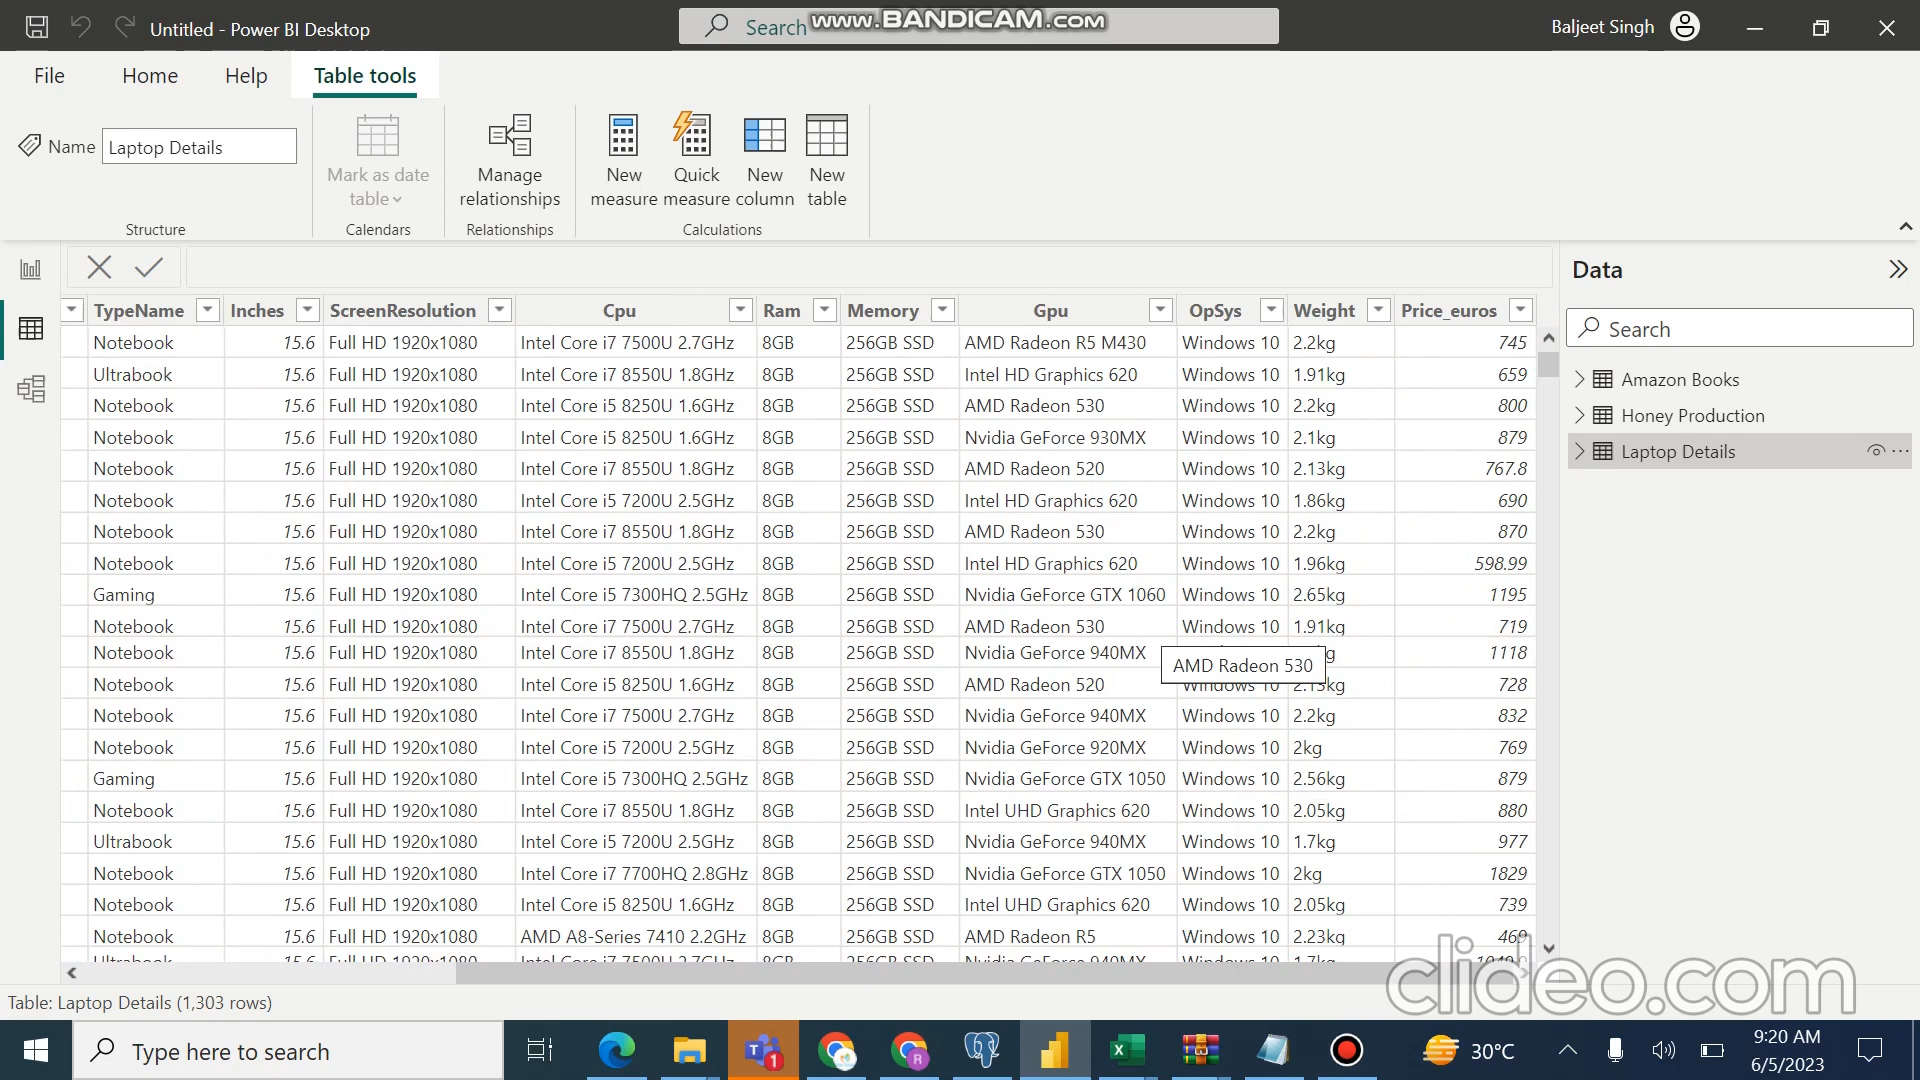 Untitled - Power BI Desktop
Search
www.BANDICAM.com
Baljeet Singh
File Home Help Table tools
Name Laptop Details
Mark as date table
Manage relationships
New measure
Quick measure
New column
New table
Structure Calendars Relationships Calculations
TypeName Inches ScreenResolution Cpu Ram Memory Gpu OpSys Weight Price_euros
Notebook 15.6 Full HD 1920x1080 Intel Core i7 7500U 2.7GHz 8GB 256GB SSD AMD Radeon R5 M430 Windows 10 2.2kg 745
Ultrabook 15.6 Full HD 1920x1080 Intel Core i7 8550U 1.8GHz 8GB 256GB SSD Intel HD Graphics 620 Windows 10 1.91kg 659
Notebook 15.6 Full HD 1920x1080 Intel Core i5 8250U 1.6GHz 8GB 256GB SSD AMD Radeon 530 Windows 10 2.2kg 800
Notebook 15.6 Full HD 1920x1080 Intel Core i5 8250U 1.6GHz 8GB 256GB SSD Nvidia GeForce 930MX Windows 10 2.1kg 879
Notebook 15.6 Full HD 1920x1080 Intel Core i7 8550U 1.8GHz 8GB 256GB SSD AMD Radeon 520 Windows 10 2.13kg 767.8
Notebook 15.6 Full HD 1920x1080 Intel Core i5 7200U 2.5GHz 8GB 256GB SSD Intel HD Graphics 620 Windows 10 1.86kg 690
Notebook 15.6 Full HD 1920x1080 Intel Core i7 8550U 1.8GHz 8GB 256GB SSD AMD Radeon 530 Windows 10 2.2kg 870
Notebook 15.6 Full HD 1920x1080 Intel Core i5 7200U 2.5GHz 8GB 256GB SSD Intel HD Graphics 620 Windows 10 1.96kg 598.99
Gaming 15.6 Full HD 1920x1080 Intel Core i5 7300HQ 2.5GHz 8GB 256GB SSD Nvidia GeForce GTX 1060 Windows 10 2.65kg 1195
Notebook 15.6 Full HD 1920x1080 Intel Core i7 7500U 2.7GHz 8GB 256GB SSD AMD Radeon 530 Windows 10 1.91kg 719
Notebook 15.6 Full HD 1920x1080 Intel Core i7 8550U 1.8GHz 8GB 256GB SSD Nvidia GeForce 940MX 1118
AMD Radeon 530
Notebook 15.6 Full HD 1920x1080 Intel Core i5 8250U 1.6GHz 8GB 256GB SSD AMD Radeon 520 Windows 10 2.13kg 728
Notebook 15.6 Full HD 1920x1080 Intel Core i7 7500U 2.7GHz 8GB 256GB SSD Nvidia GeForce 940MX Windows 10 2.2kg 832
Notebook 15.6 Full HD 1920x1080 Intel Core i5 7200U 2.5GHz 8GB 256GB SSD Nvidia GeForce 920MX Windows 10 2kg 769
Gaming 15.6 Full HD 1920x1080 Intel Core i5 7300HQ 2.5GHz 8GB 256GB SSD Nvidia GeForce GTX 1050 Windows 10 2.56kg 879
Notebook 15.6 Full HD 1920x1080 Intel Core i7 8550U 1.8GHz 8GB 256GB SSD Intel UHD Graphics 620 Windows 10 2.05kg 880
Ultrabook 15.6 Full HD 1920x1080 Intel Core i5 7200U 2.5GHz 8GB 256GB SSD Nvidia GeForce 940MX Windows 10 1.7kg 977
Notebook 15.6 Full HD 1920x1080 Intel Core i7 7700HQ 2.8GHz 8GB 256GB SSD Nvidia GeForce GTX 1050 Windows 10 2kg 1829
Notebook 15.6 Full HD 1920x1080 Intel Core i5 8250U 1.6GHz 8GB 256GB SSD Intel UHD Graphics 620 Windows 10 2.05kg 739
Notebook 15.6 Full HD 1920x1080 AMD A8-Series 7410 2.2GHz 8GB 256GB SSD AMD Radeon R5 Windows 10 2.23kg 469
Ultrabook 15.6 Full HD 1920x1080 Intel Core i7 7500U 2.7GHz 8GB 256GB SSD Nvidia GeForce 940MX Windows 10 1.7kg
Data
Search
Amazon Books
Honey Production
Laptop Details
Table: Laptop Details (1,303 rows)
clideo.com
Type here to search
1
R
30°C
9:20 AM
6/5/2023